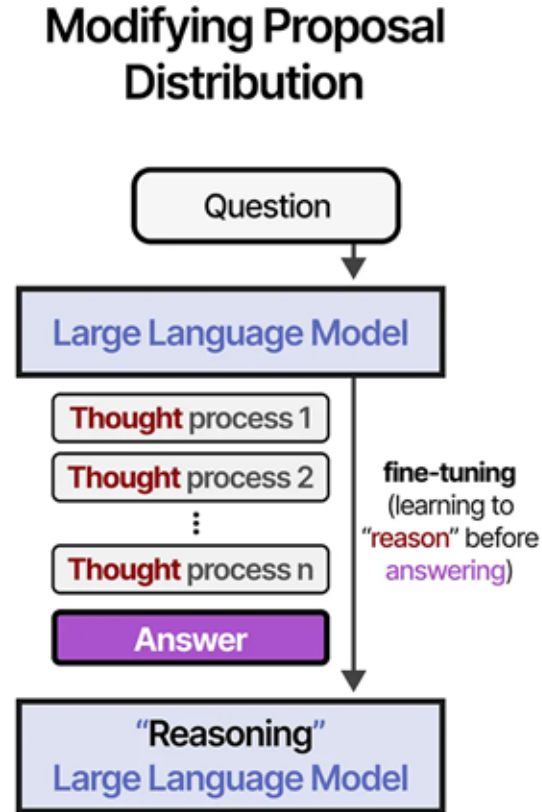 Modifying Proposal
Distribution
Question
Large Language Model
Thought process 1
Thought process 2
⋮
Thought process n
Answer
fine-tuning
(learning to
“reason” before
answering)
“Reasoning”
Large Language Model